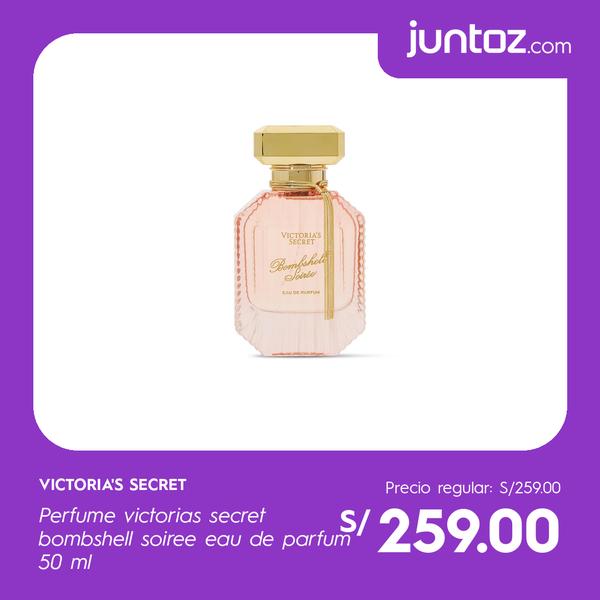 juntoz.com
VICTORIA'S
SECRET
Bombshell
Soirée
EAU DE PARFUM
VICTORIA'S SECRET
Precio regular: S/259.00
Perfume victorias secret
bombshell soiree eau de parfum
50 ml
S/ 259.00